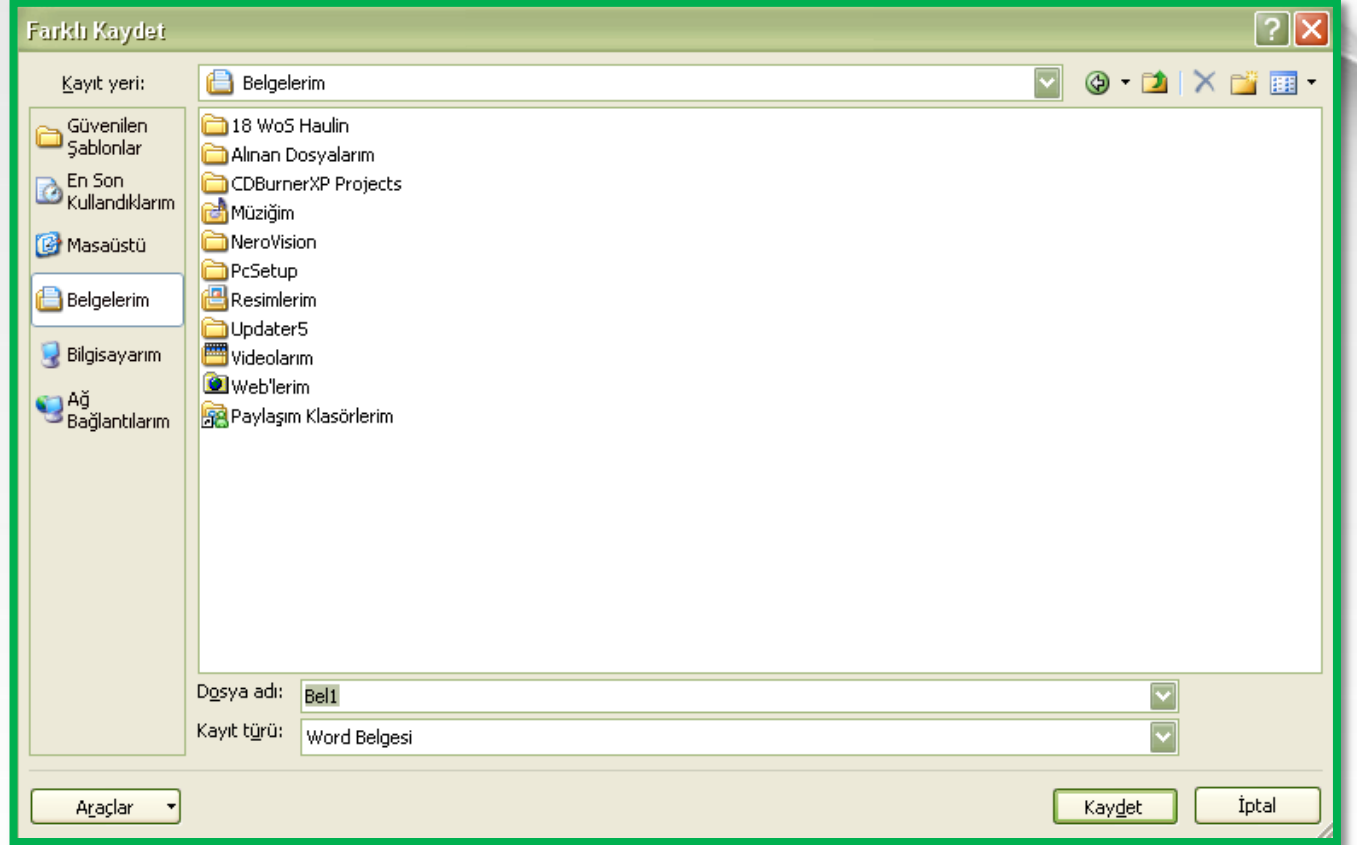 Farklı Kaydet
Kayıt yeri:
Belgelerim
Güvenilen
Şablonlar
En Son
Kullandıklarım
Masaüstü
Belgelerim
Bilgisayarım
Ağ
Bağlantılarım
18 WoS Haulin
Alınan Dosyalarım
CDBurnerXP Projects
Müziğim
NeroVision
PcSetup
Resimlerim
Updater5
Videolarım
Web'lerim
Paylaşım Klasörlerim
Dosya adı:
Bel1
Kayıt türü:
Word Belgesi
Araçlar
Kaydet
İptal